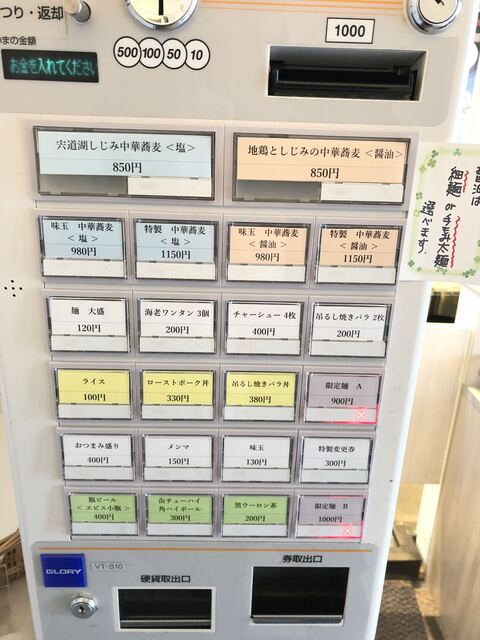 つり・返却
いまの金額
お金を入れてください
500 100 50 10
1000
宍道湖しじみ中華蕎麦 <塩>
850円
地鶏としじみの中華蕎麦 <醤油>
850円
味玉 中華蕎麦
< 塩 >
980円
特製 中華蕎麦
< 塩 >
1150円
味玉 中華蕎麦
< 醤油 >
980円
特製 中華蕎麦
< 醤油 >
1150円
醤油は
細麺 or 手もみ太麺
選べます。
麺 大盛
120円
海老ワンタン 3個
200円
チャーシュー 4枚
400円
吊るし焼きバラ 2枚
200円
ライス
100円
ローストポーク丼
330円
吊るし焼きバラ丼
380円
限定麺 A
900円
おつまみ盛り
400円
メンマ
150円
味玉
130円
特製変更券
300円
瓶ビール
< エビス小瓶 >
400円
缶チューハイ
角ハイボール
300円
黒ウーロン茶
200円
限定麺 B
1000円
GLORY
VT-S10
硬貨取出口
券取出口